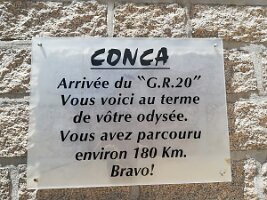 CONCA
Arrivée du "G.R.20"
Vous voici au terme
de vôtre odysée.
Vous avez parcouru
environ 180 Km.
Bravo!